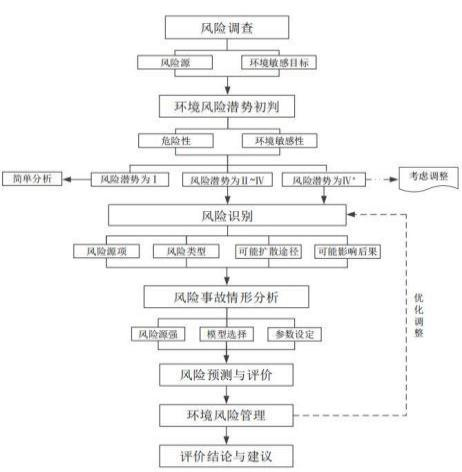 风险调查
风险源
环境敏感目标
环境风险潜势初判
危险性
环境敏感性
简单分析
风险潜势为Ⅰ
风险潜势为Ⅱ~Ⅳ
风险潜势为Ⅳ+
考虑调整
风险识别
风险源项
风险类型
可能扩散途径
可能影响后果
风险事故情形分析
优化调整
风险源强
模型选择
参数设定
风险预测与评价
环境风险管理
评价结论与建议